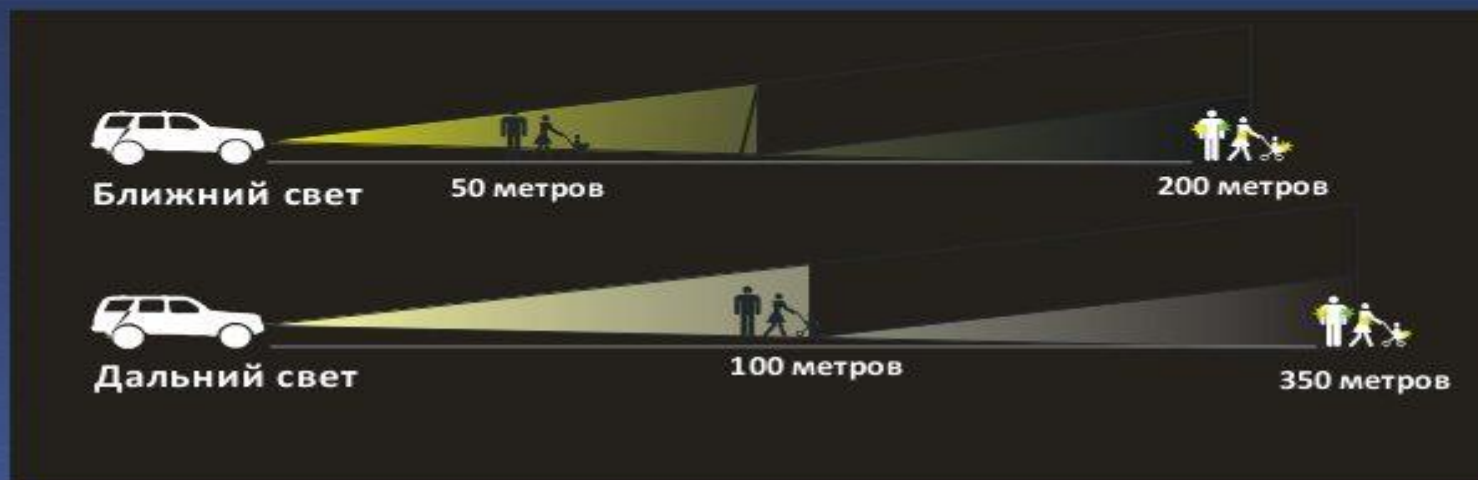 Ближний свет
50 метров
200 метров
Дальний свет
100 метров
350 метров